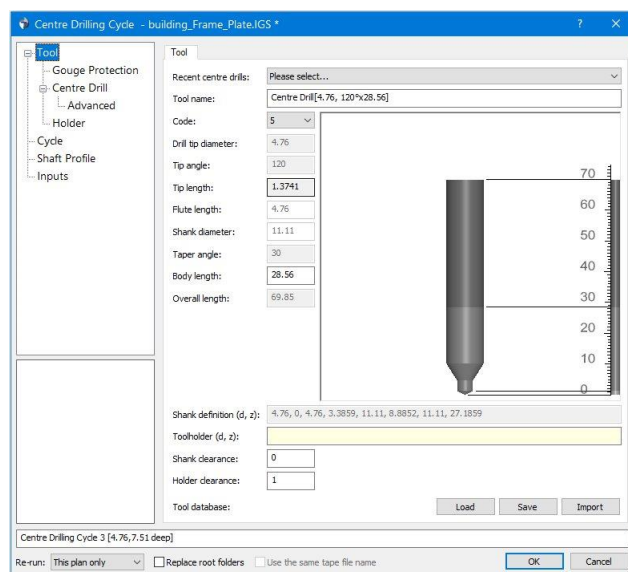 Centre Drilling Cycle - building_Frame_Plate.IGS *
Tool
Gouge Protection
Centre Drill
Advanced
Holder
Cycle
Shaft Profile
Inputs
Tool
Recent centre drills: Please select...
Tool name: Centre Drill[4.76, 120°x28.56]
Code: 5
Drill tip diameter: 4.76
Tip angle: 120
Tip length: 1.3741
Flute length: 4.76
Shank diameter: 11.11
Taper angle: 30
Body length: 28.56
Overall length: 69.85
70
60
50
40
30
20
10
0
Shank definition (d, z): 4.76, 0, 4.76, 3.3859, 11.11, 8.8852, 11.11, 27.1859
Toolholder (d, z):
Shank clearance: 0
Holder clearance: 1
Tool database: Load Save Import
Centre Drilling Cycle 3 [4.76,7.51 deep]
Re-run: This plan only Replace root folders Use the same tape file name OK Cancel